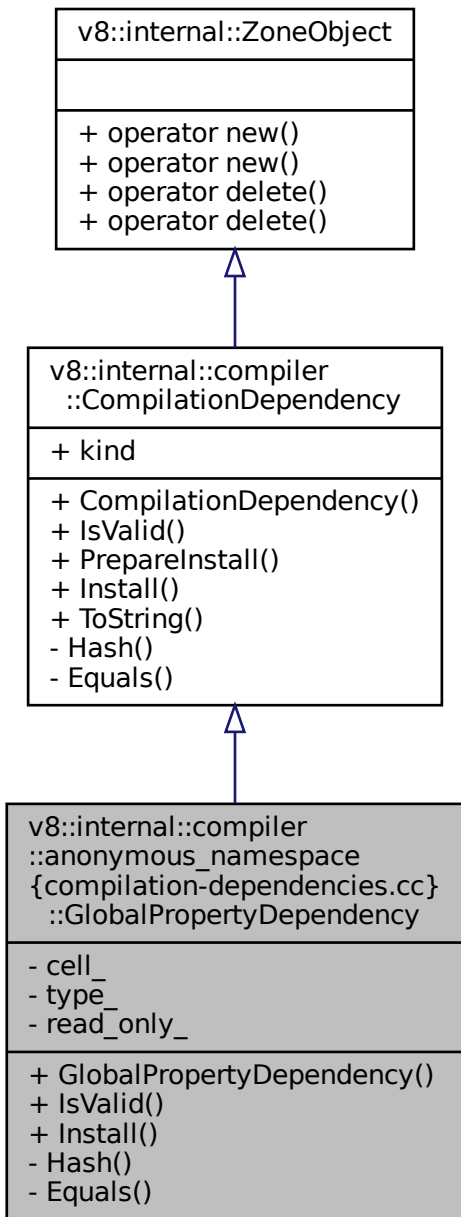 v8::internal::ZoneObject
+ operator new()
+ operator new()
+ operator delete()
+ operator delete()
v8::internal::compiler
::CompilationDependency
+ kind
+ CompilationDependency()
+ IsValid()
+ PrepareInstall()
+ Install()
+ ToString()
- Hash()
- Equals()
v8::internal::compiler
::anonymous_namespace
{compilation-dependencies.cc}
::GlobalPropertyDependency
- cell_
- type_
- read_only_
+ GlobalPropertyDependency()
+ IsValid()
+ Install()
- Hash()
- Equals()